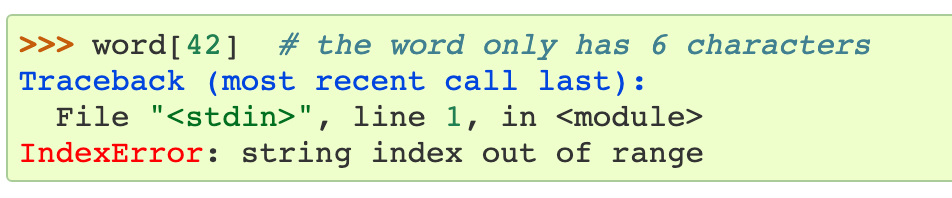 >>> word[42]  # the word only has 6 characters
Traceback (most recent call last):
  File "<stdin>", line 1, in <module>
IndexError: string index out of range